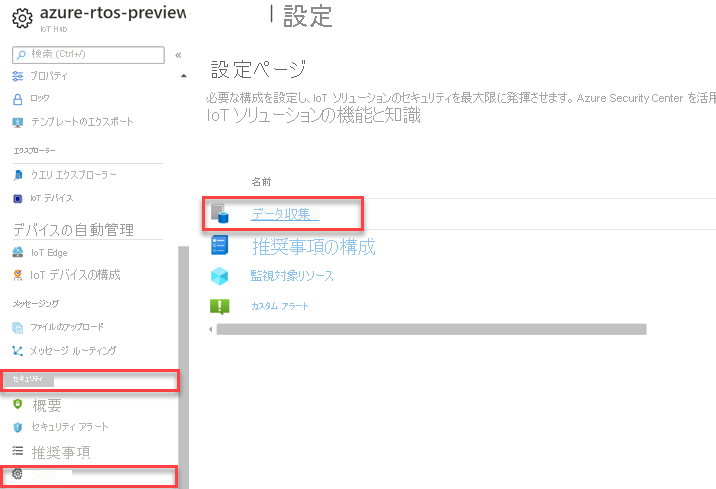 azure-rtos-preview
IoT Hub
検索 (Ctrl+/)
«
プロパティ
ロック
テンプレートのエクスポート
エクスプローラー
クエリ エクスプローラー
IoT デバイス
デバイスの自動管理
IoT Edge
IoT デバイスの構成
メッセージング
ファイルのアップロード
メッセージ ルーティング
セキュリティ
概要
セキュリティ アラート
推奨事項
| 設定
設定ページ
必要な構成を設定し、IoT ソリューションのセキュリティを最大限に発揮させます。Azure Security Center を活用
IoT ソリューションの機能と知識
名前
データ収集
推奨事項の構成
監視対象リソース
カスタム アラート